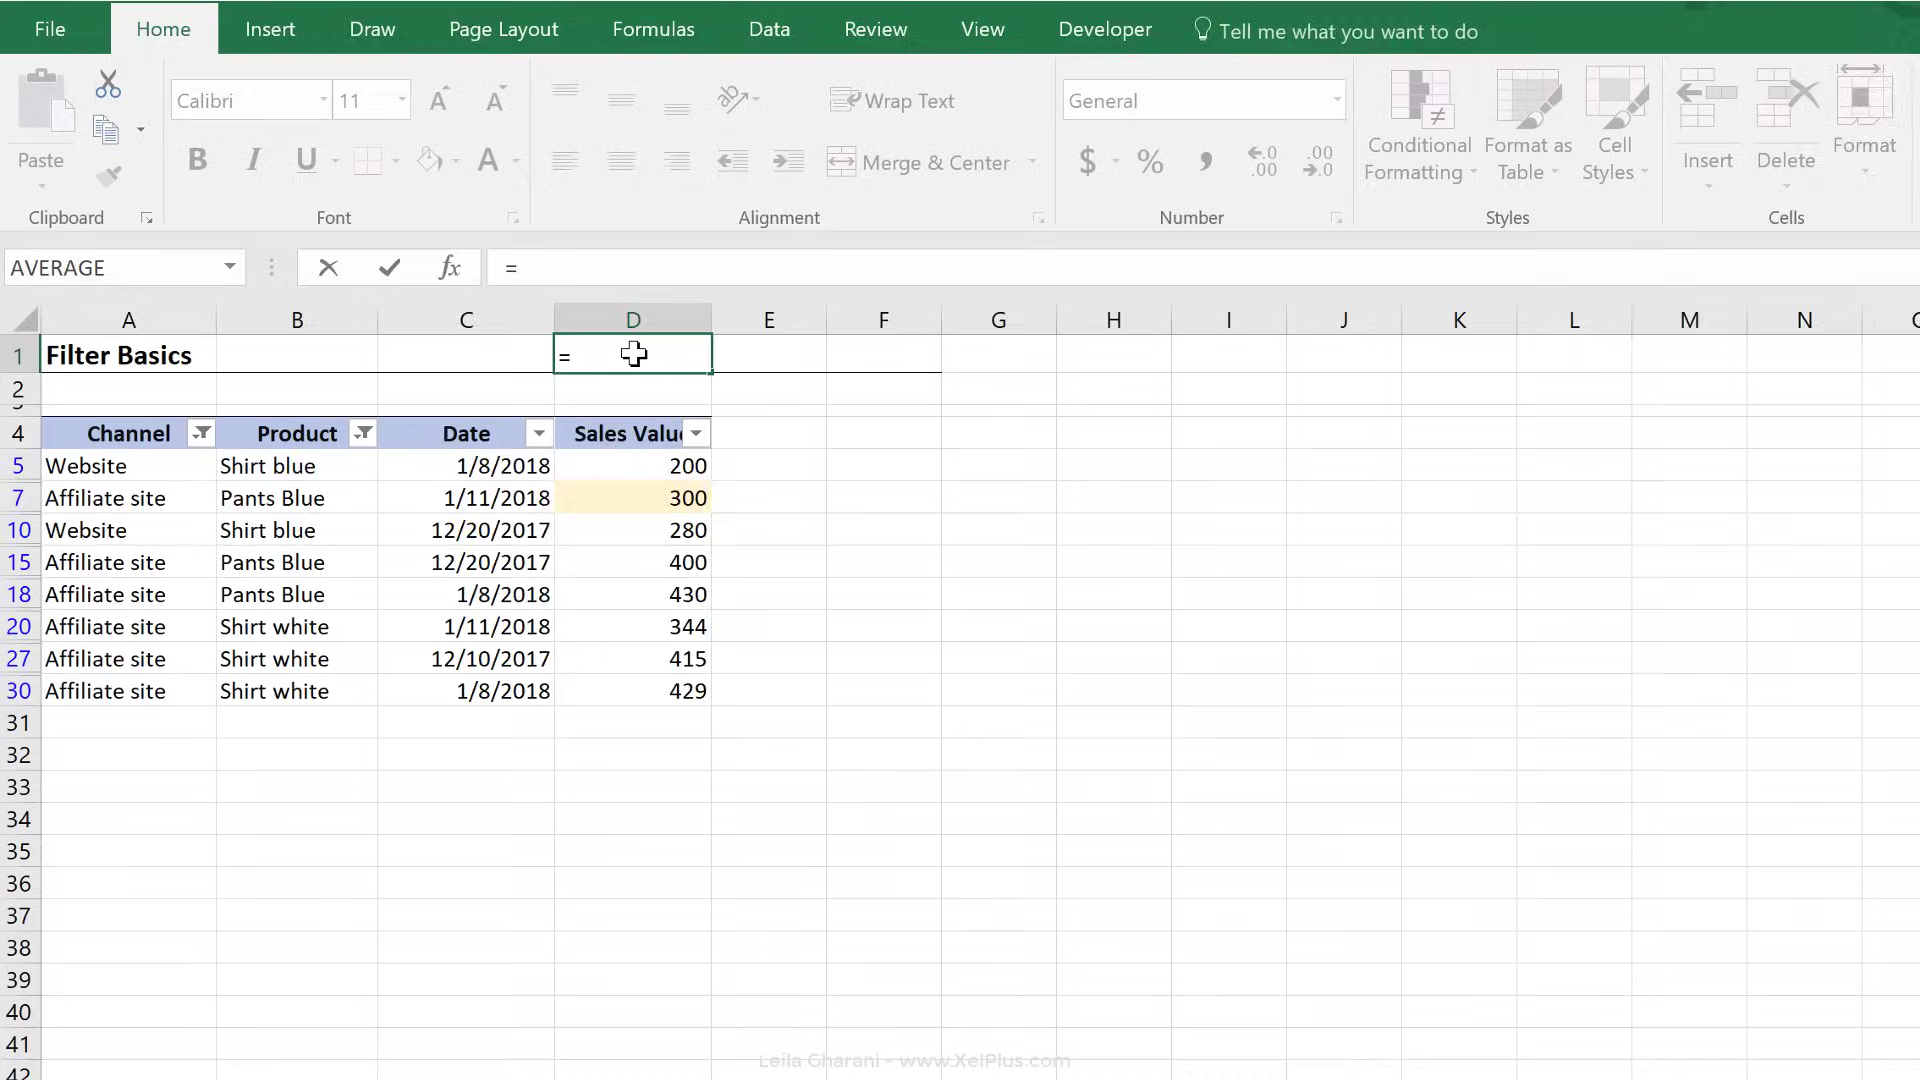 File Home Insert Draw Page Layout Formulas Data Review View Developer Tell me what you want to do
Calibri 11 A A Wrap Text General
Paste B I U A Merge & Center $ % , ←.0 .00 .00 →.0 Conditional Formatting Format as Table Cell Styles Insert Delete Format
Clipboard Font Alignment Number Styles Cells
AVERAGE fx =
A B C D E F G H I J K L M N
1 Filter Basics =
2
4 Channel Product Date Sales Valu
5 Website Shirt blue 1/8/2018 200
7 Affiliate site Pants Blue 1/11/2018 300
10 Website Shirt blue 12/20/2017 280
15 Affiliate site Pants Blue 12/20/2017 400
18 Affiliate site Pants Blue 1/8/2018 430
20 Affiliate site Shirt white 1/11/2018 344
27 Affiliate site Shirt white 12/10/2017 415
30 Affiliate site Shirt white 1/8/2018 429
31
32
33
34
35
36
37
38
39
40
41
42
Leila Gharani - www.XelPlus.com